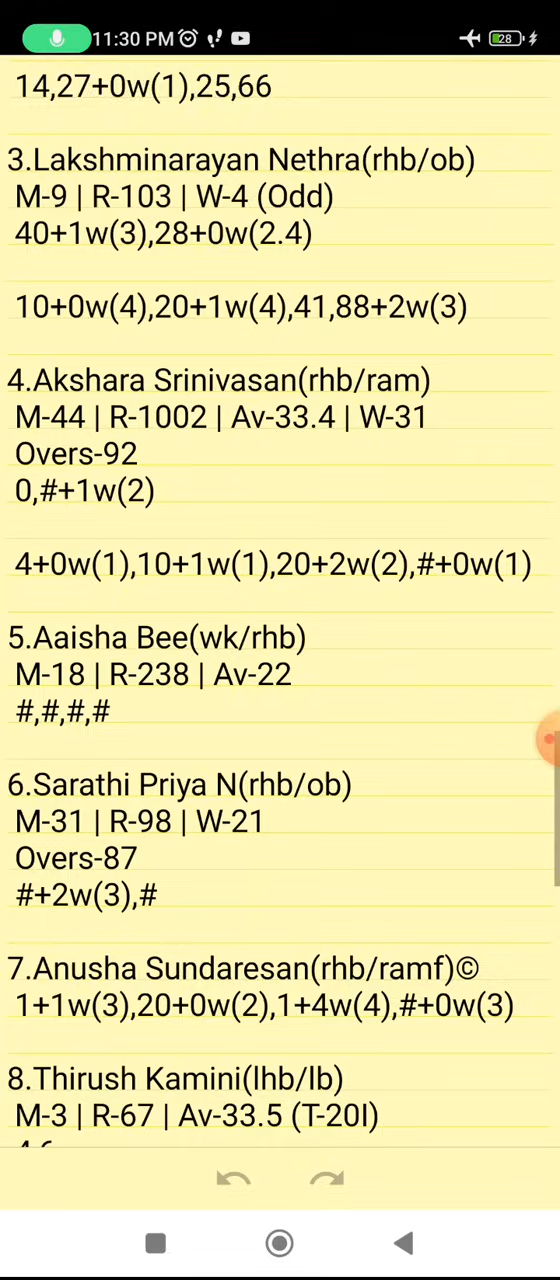 11:30 PM
28
14,27+0w(1),25,66
3.Lakshminarayan Nethra(rhb/ob)
M-9 | R-103 | W-4 (Odd)
40+1w(3),28+0w(2.4)
10+0w(4),20+1w(4),41,88+2w(3)
4.Akshara Srinivasan(rhb/ram)
M-44 | R-1002 | Av-33.4 | W-31
Overs-92
0,#+1w(2)
4+0w(1),10+1w(1),20+2w(2),#+0w(1)
5.Aaisha Bee(wk/rhb)
M-18 | R-238 | Av-22
#,#,#,#
6.Sarathi Priya N(rhb/ob)
M-31 | R-98 | W-21
Overs-87
#+2w(3),#
7.Anusha Sundaresan(rhb/ramf)©
1+1w(3),20+0w(2),1+4w(4),#+0w(3)
8.Thirush Kamini(lhb/lb)
M-3 | R-67 | Av-33.5 (T-20I)